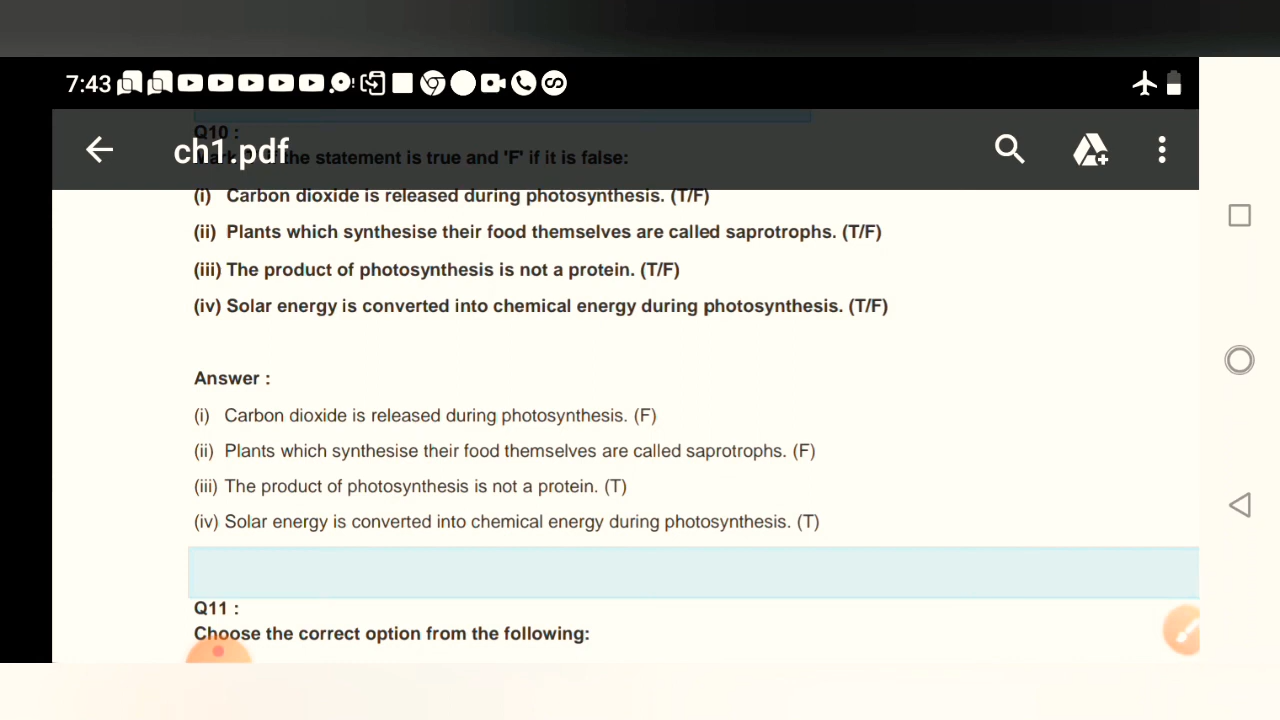 7:43
Q10 :
ch1.pdf
the statement is true and 'F' if it is false:
(i) Carbon dioxide is released during photosynthesis. (T/F)
(ii) Plants which synthesise their food themselves are called saprotrophs. (T/F)
(iii) The product of photosynthesis is not a protein. (T/F)
(iv) Solar energy is converted into chemical energy during photosynthesis. (T/F)
Answer :
(i) Carbon dioxide is released during photosynthesis. (F)
(ii) Plants which synthesise their food themselves are called saprotrophs. (F)
(iii) The product of photosynthesis is not a protein. (T)
(iv) Solar energy is converted into chemical energy during photosynthesis. (T)
Q11 :
Choose the correct option from the following: